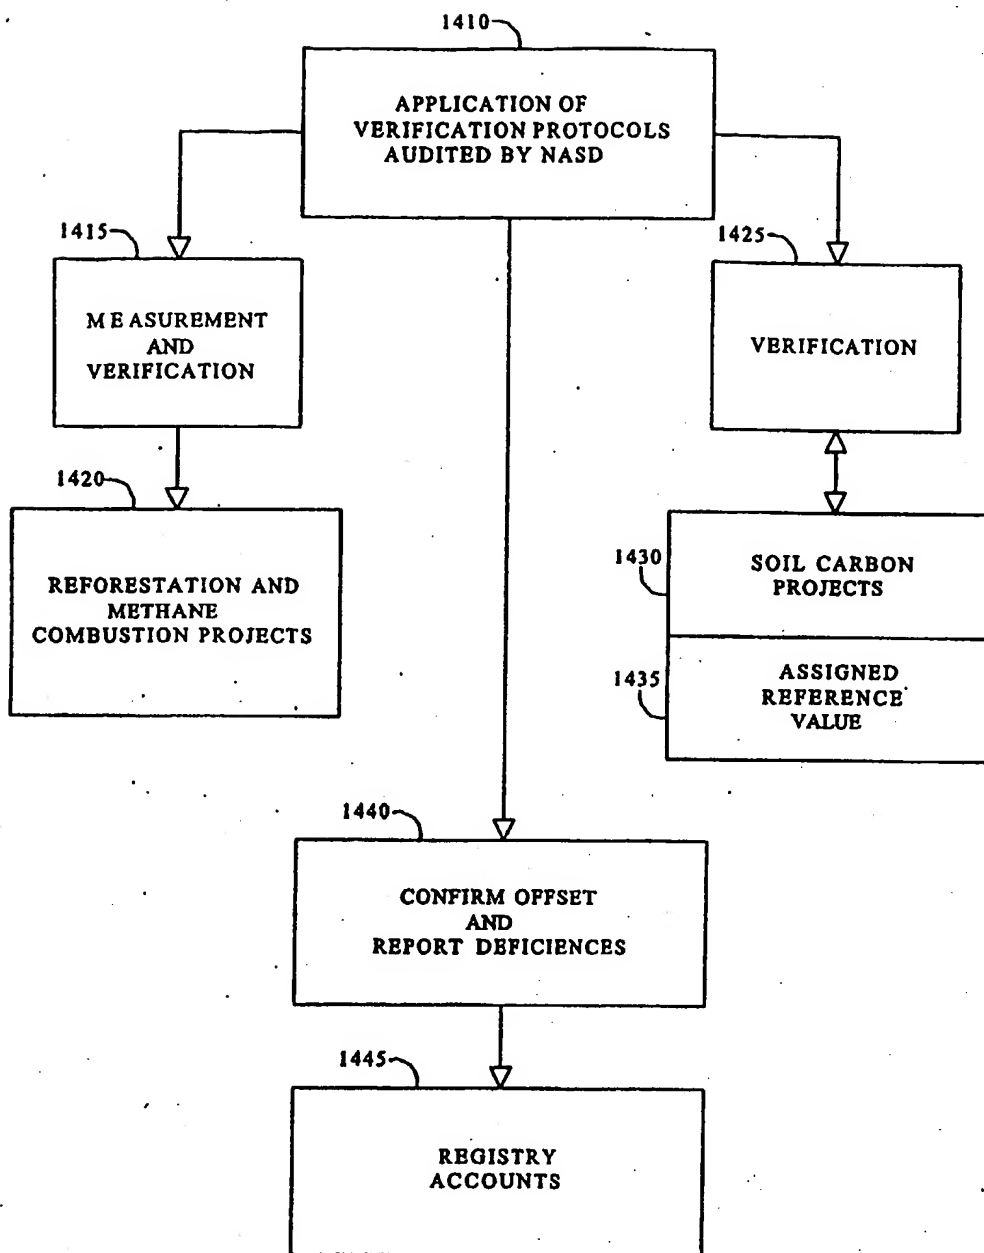 1410
APPLICATION OF
VERIFICATION PROTOCOLS
AUDITED BY NASD
1415
MEASUREMENT
AND
VERIFICATION
1425
VERIFICATION
1420
REFORESTATION AND
METHANE
COMBUSTION PROJECTS
1430
SOIL CARBON
PROJECTS
1435
ASSIGNED
REFERENCE
VALUE
1440
CONFIRM OFFSET
AND
REPORT DEFICIENCES
1445
REGISTRY
ACCOUNTS